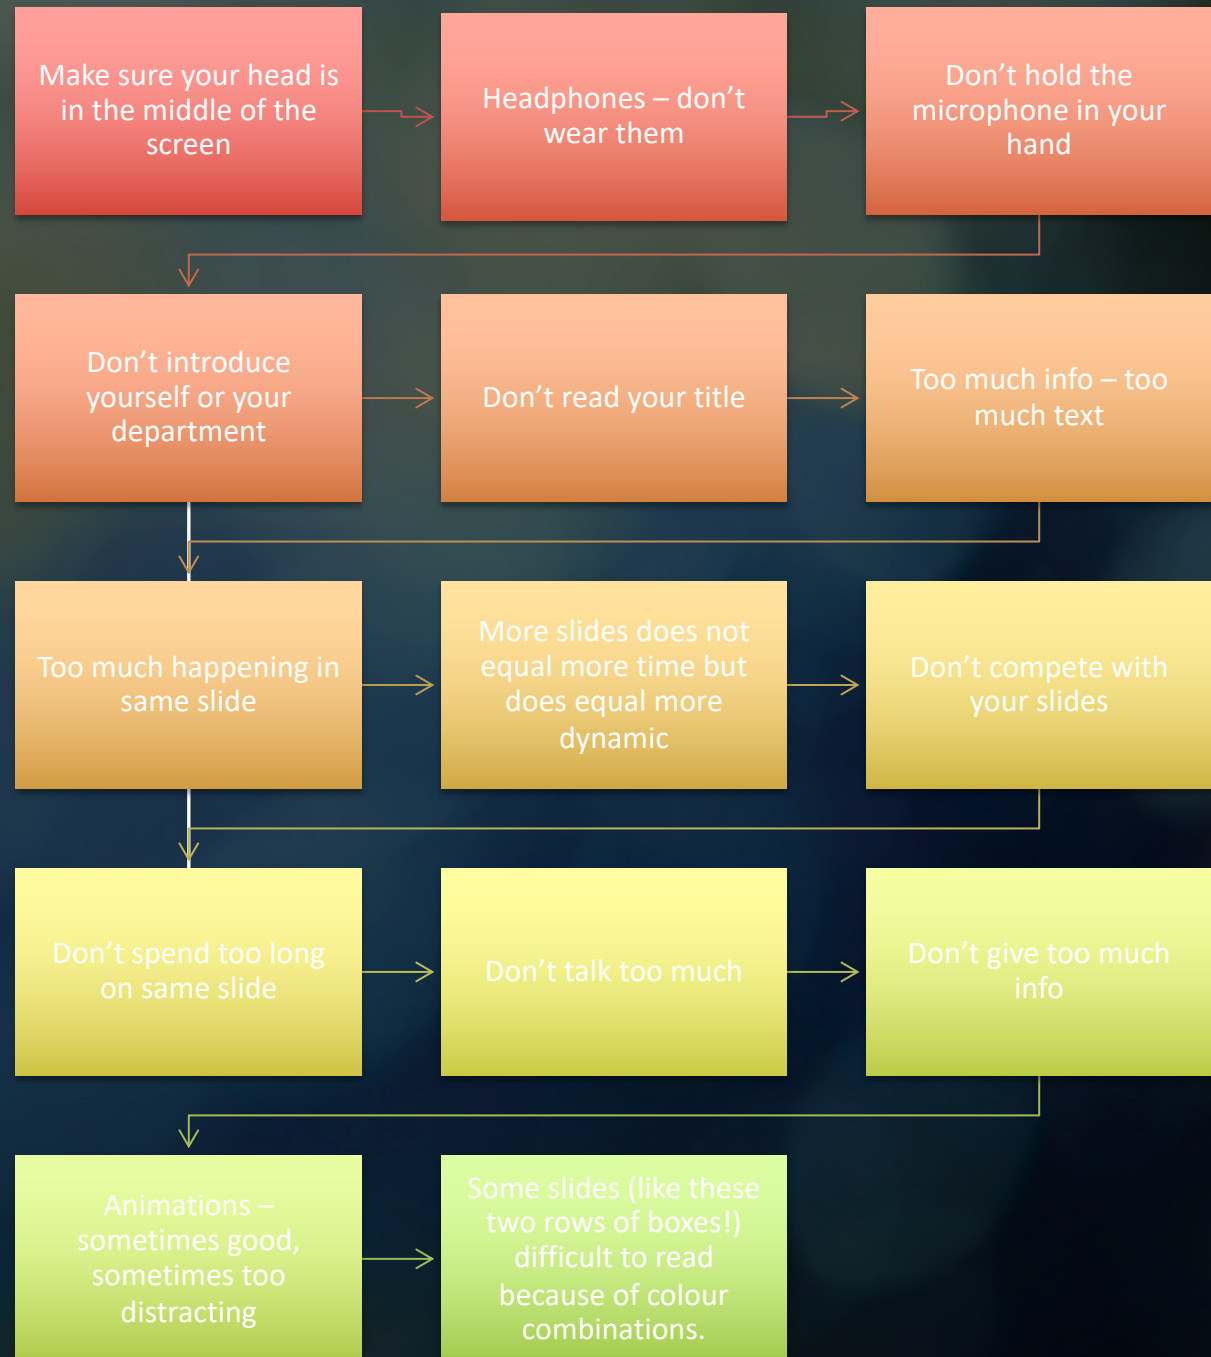 Make sure your head is
in the middle of the
screen
Headphones – don’t
wear them
Don’t hold the
microphone in your
hand
Don’t introduce
yourself or your
department
Don’t read your title
Too much info – too
much text
Too much happening in
same slide
More slides does not
equal more time but
does equal more
dynamic
Don’t compete with
your slides
Don’t spend too long
on same slide
Don’t talk too much
Don’t give too much
info
Animations –
sometimes good,
sometimes too
distracting
Some slides (like these
two rows of boxes!)
difficult to read
because of colour
combinations.